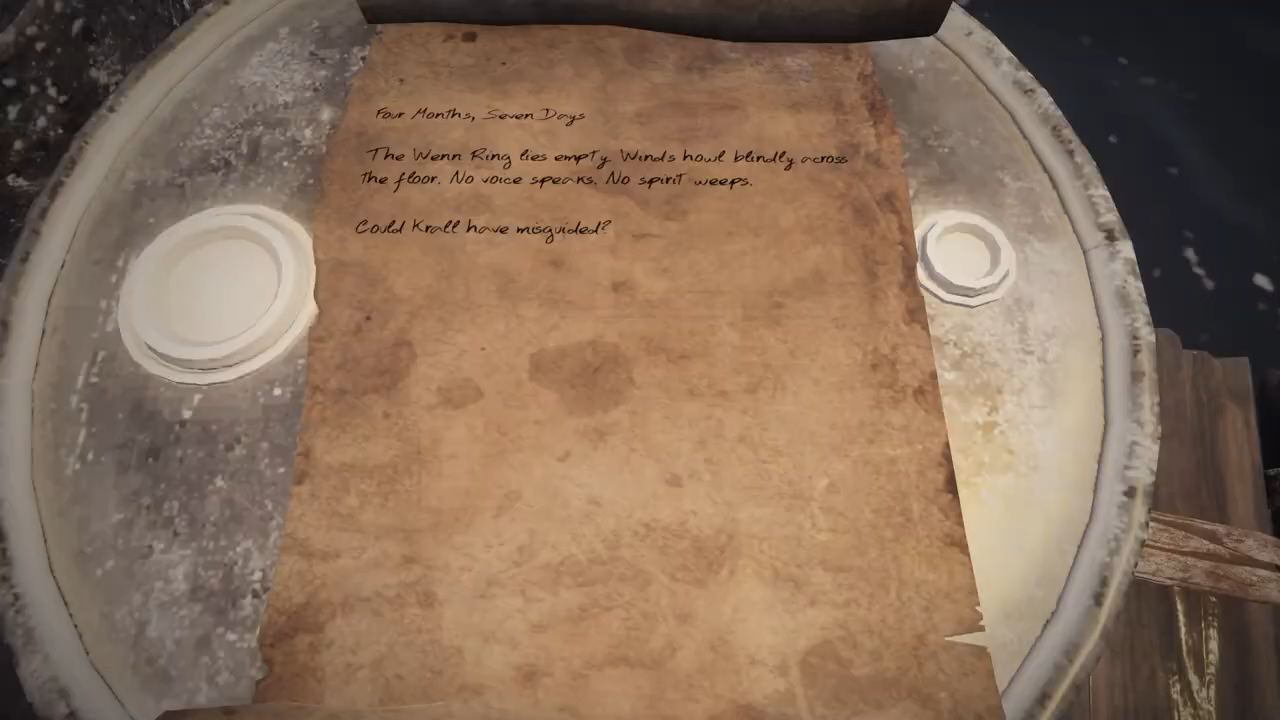 Four Months, Seven Days
The Wenn Ring lies empty. Winds howl blindly across
the floor. No voice speaks. No spirit weeps.
Could Krall have misguided?